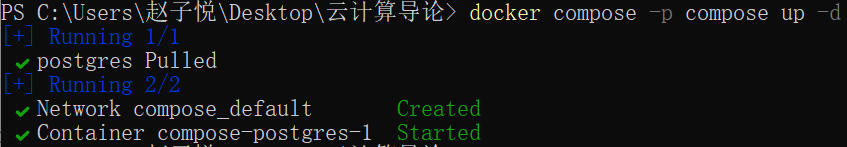 PS C:\Users\赵子悦\Desktop\云计算导论> docker compose -p compose up -d
[+] Running 1/1
✔ postgres Pulled
[+] Running 2/2
✔ Network compose_default Created
✔ Container compose-postgres-1 Started